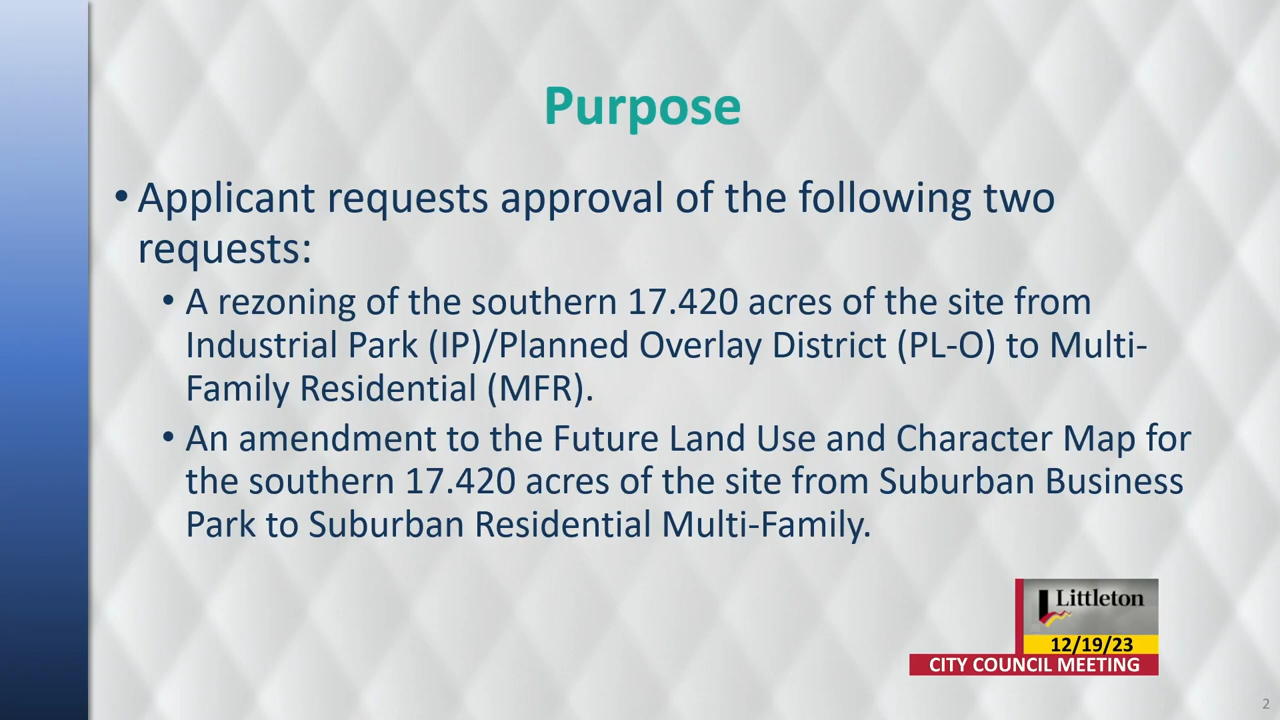 Purpose
• Applicant requests approval of the following two
requests:
• A rezoning of the southern 17.420 acres of the site from
Industrial Park (IP)/Planned Overlay District (PL-O) to Multi-
Family Residential (MFR).
• An amendment to the Future Land Use and Character Map for
the southern 17.420 acres of the site from Suburban Business
Park to Suburban Residential Multi-Family.
Littleton
12/19/23
CITY COUNCIL MEETING
2